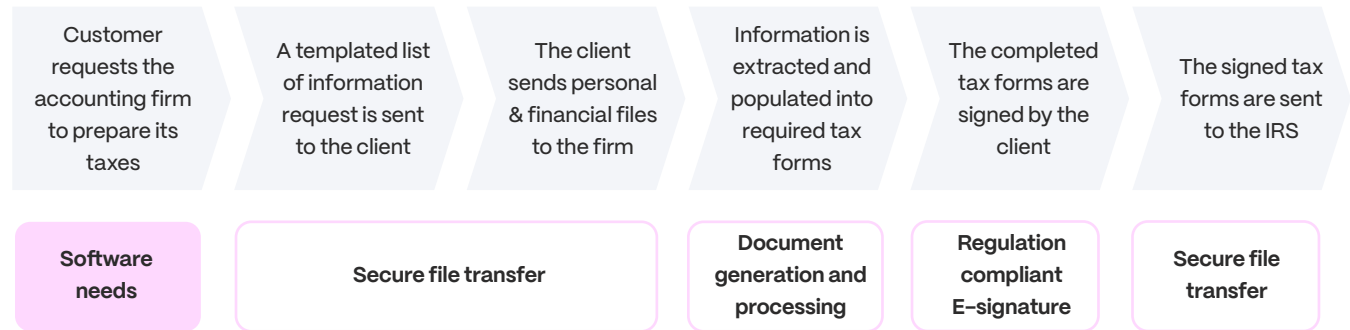 Customer
requests the
accounting firm
to prepare its
taxes
A templated list
of information
request is sent
to the client
The client
sends personal
& financial files
to the firm
Information is
extracted and
populated into
required tax
forms
The completed
tax forms are
signed by the
client
The signed tax
forms are sent
to the IRS
Software
needs
Secure file transfer
Document
generation and
processing
Regulation
compliant
E-signature
Secure file
transfer